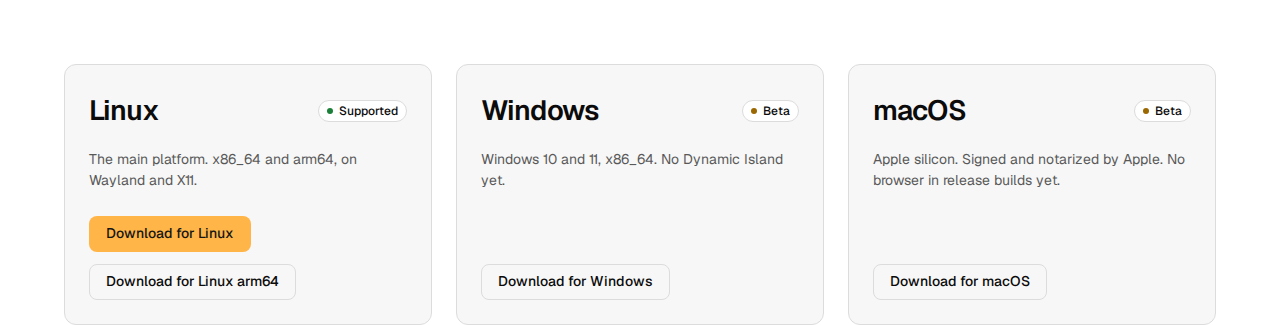 Linux
Supported
The main platform. x86_64 and arm64, on
Wayland and X11.
Download for Linux
Download for Linux arm64
Windows
Beta
Windows 10 and 11, x86_64. No Dynamic Island
yet.
Download for Windows
macOS
Beta
Apple silicon. Signed and notarized by Apple. No
browser in release builds yet.
Download for macOS